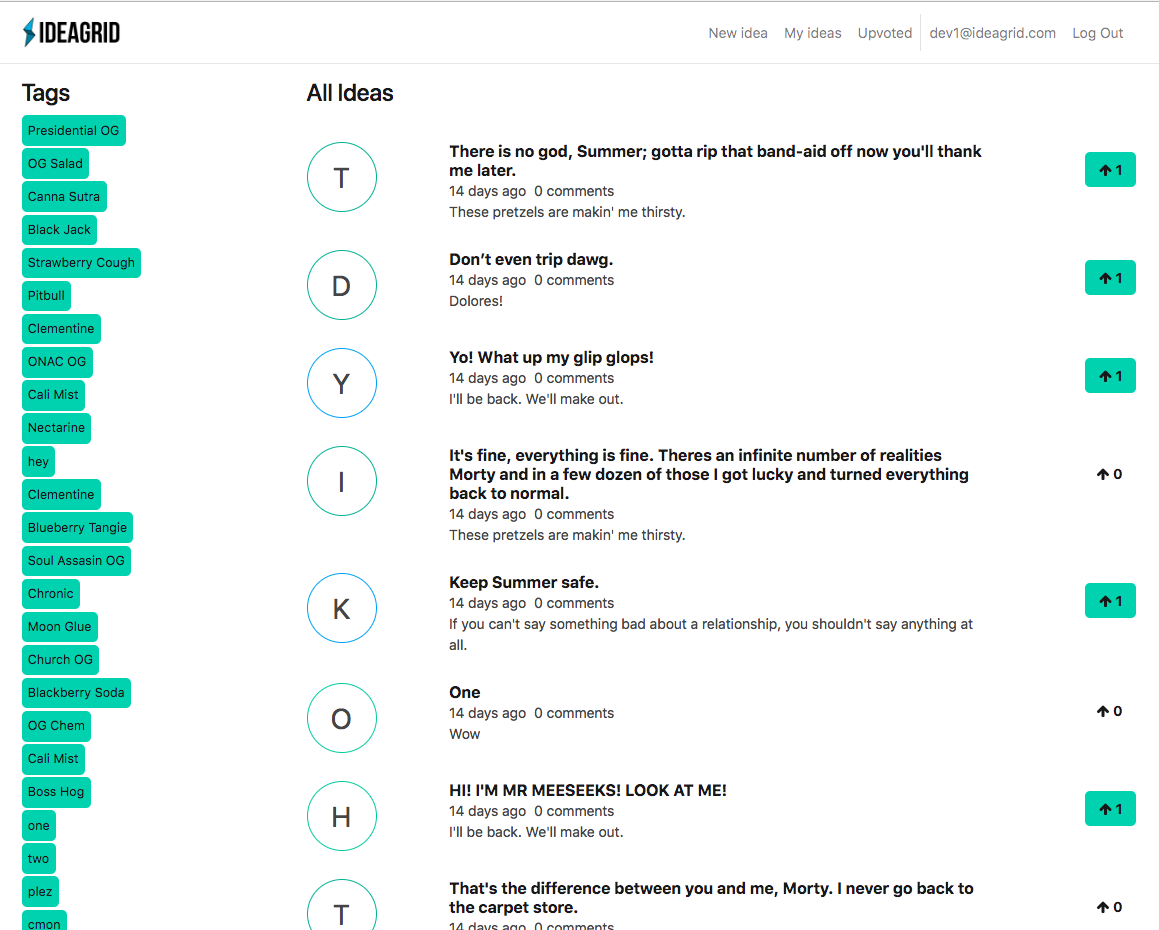 IDEAGRID
New idea My ideas Upvoted dev1@ideagrid.com Log Out
Tags
Presidential OG
OG Salad
Canna Sutra
Black Jack
Strawberry Cough
Pitbull
Clementine
ONAC OG
Cali Mist
Nectarine
hey
Clementine
Blueberry Tangie
Soul Assasin OG
Chronic
Moon Glue
Church OG
Blackberry Soda
OG Chem
Cali Mist
Boss Hog
one
two
plez
cmon
All Ideas
T
There is no god, Summer; gotta rip that band-aid off now you'll thank
me later.
14 days ago 0 comments
These pretzels are makin' me thirsty.
1
D
Don’t even trip dawg.
14 days ago 0 comments
Dolores!
1
Y
Yo! What up my glip glops!
14 days ago 0 comments
I'll be back. We'll make out.
1
I
It's fine, everything is fine. Theres an infinite number of realities
Morty and in a few dozen of those I got lucky and turned everything
back to normal.
14 days ago 0 comments
These pretzels are makin' me thirsty.
0
K
Keep Summer safe.
14 days ago 0 comments
If you can't say something bad about a relationship, you shouldn't say anything at
all.
1
O
One
14 days ago 0 comments
Wow
0
H
HI! I'M MR MEESEEKS! LOOK AT ME!
14 days ago 0 comments
I'll be back. We'll make out.
1
T
That's the difference between you and me, Morty. I never go back to
the carpet store.
14 days ago 0 comments
0